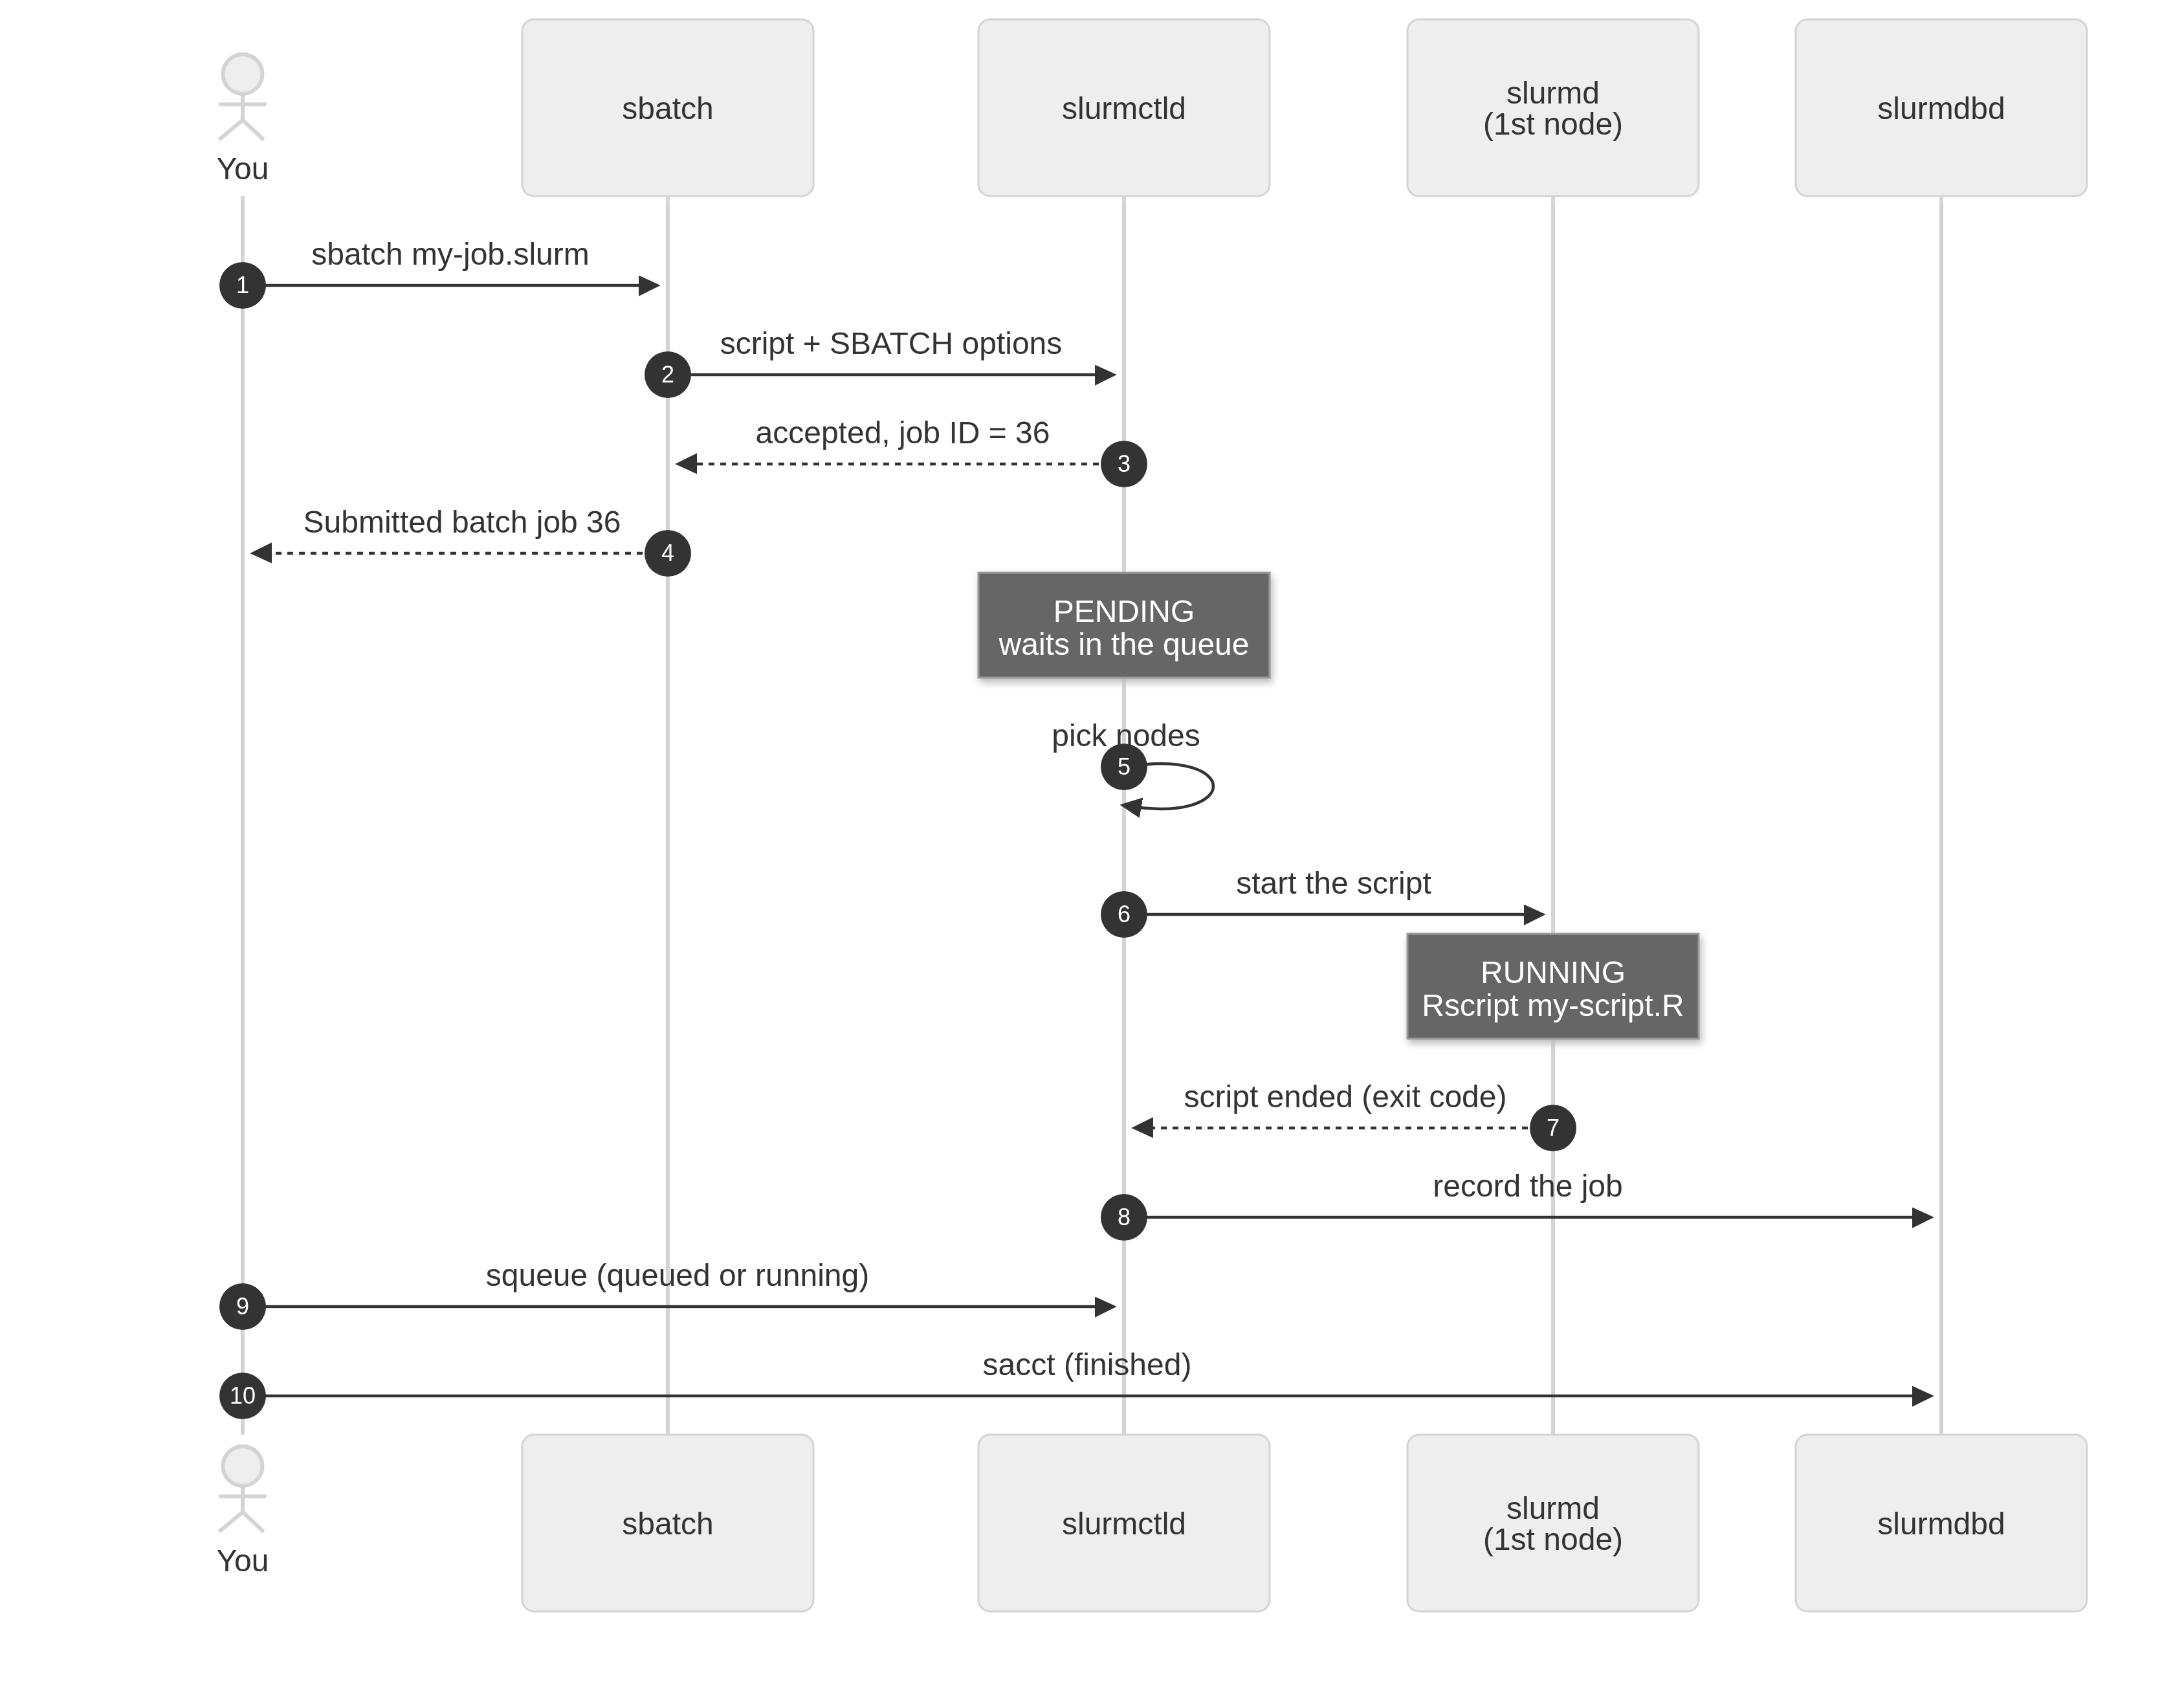 You
sbatch
slurmctld
slurmd
(1st node)
slurmdbd
sbatch my-job.slurm
1
script + SBATCH options
2
accepted, job ID = 36
3
Submitted batch job 36
4
PENDING
waits in the queue
pick nodes
5
start the script
6
RUNNING
Rscript my-script.R
script ended (exit code)
7
record the job
8
squeue (queued or running)
9
sacct (finished)
10
You
sbatch
slurmctld
slurmd
(1st node)
slurmdbd